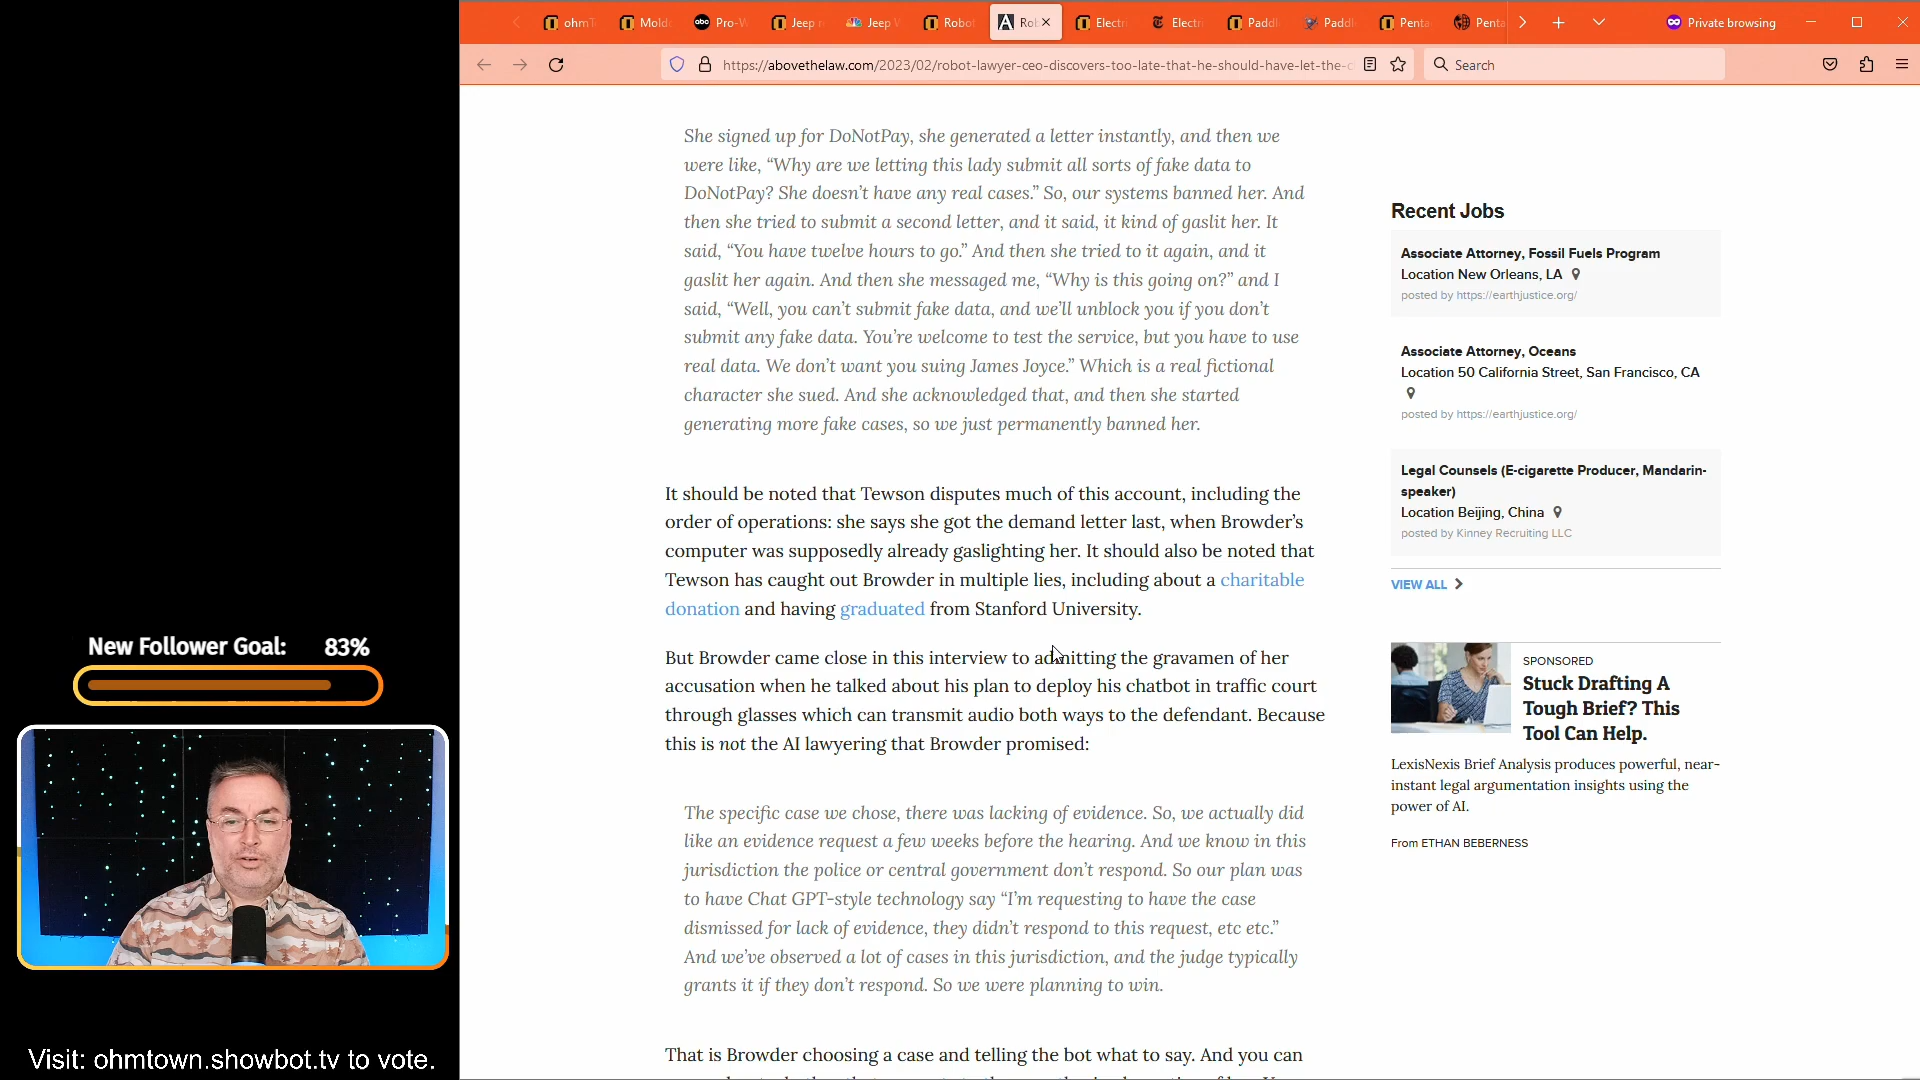 ohmT
Mold
Pro-W
Jeep r
Jeep W
Robot
Rob
Electri
Electri
Paddl
Paddl
Penta
Penta
Private browsing
https://abovethelaw.com/2023/02/robot-lawyer-ceo-discovers-too-late-that-he-should-have-let-the-c
Search
She signed up for DoNotPay, she generated a letter instantly, and then we
were like, “Why are we letting this lady submit all sorts of fake data to
DoNotPay? She doesn’t have any real cases.” So, our systems banned her. And
then she tried to submit a second letter, and it said, it kind of gaslit her. It
said, “You have twelve hours to go.” And then she tried to it again, and it
gaslit her again. And then she messaged me, “Why is this going on?” and I
said, “Well, you can’t submit fake data, and we’ll unblock you if you don’t
submit any fake data. You’re welcome to test the service, but you have to use
real data. We don’t want you suing James Joyce.” Which is a real fictional
character she sued. And she acknowledged that, and then she started
generating more fake cases, so we just permanently banned her.
It should be noted that Tewson disputes much of this account, including the
order of operations: she says she got the demand letter last, when Browder’s
computer was supposedly already gaslighting her. It should also be noted that
Tewson has caught out Browder in multiple lies, including about a charitable
donation and having graduated from Stanford University.
But Browder came close in this interview to admitting the gravamen of her
accusation when he talked about his plan to deploy his chatbot in traffic court
through glasses which can transmit audio both ways to the defendant. Because
this is not the AI lawyering that Browder promised:
The specific case we chose, there was lacking of evidence. So, we actually did
like an evidence request a few weeks before the hearing. And we know in this
jurisdiction the police or central government don’t respond. So our plan was
to have Chat GPT-style technology say “I’m requesting to have the case
dismissed for lack of evidence, they didn’t respond to this request, etc etc.”
And we’ve observed a lot of cases in this jurisdiction, and the judge typically
grants it if they don’t respond. So we were planning to win.
That is Browder choosing a case and telling the bot what to say. And you can
Recent Jobs
Associate Attorney, Fossil Fuels Program
Location New Orleans, LA
posted by https://earthjustice.org/
Associate Attorney, Oceans
Location 50 California Street, San Francisco, CA
posted by https://earthjustice.org/
Legal Counsels (E-cigarette Producer, Mandarin-
speaker)
Location Beijing, China
posted by Kinney Recruiting LLC
VIEW ALL
SPONSORED
Stuck Drafting A
Tough Brief? This
Tool Can Help.
LexisNexis Brief Analysis produces powerful, near-
instant legal argumentation insights using the
power of AI.
From ETHAN BEBERNESS
New Follower Goal: 83%
Visit: ohmtown.showbot.tv to vote.